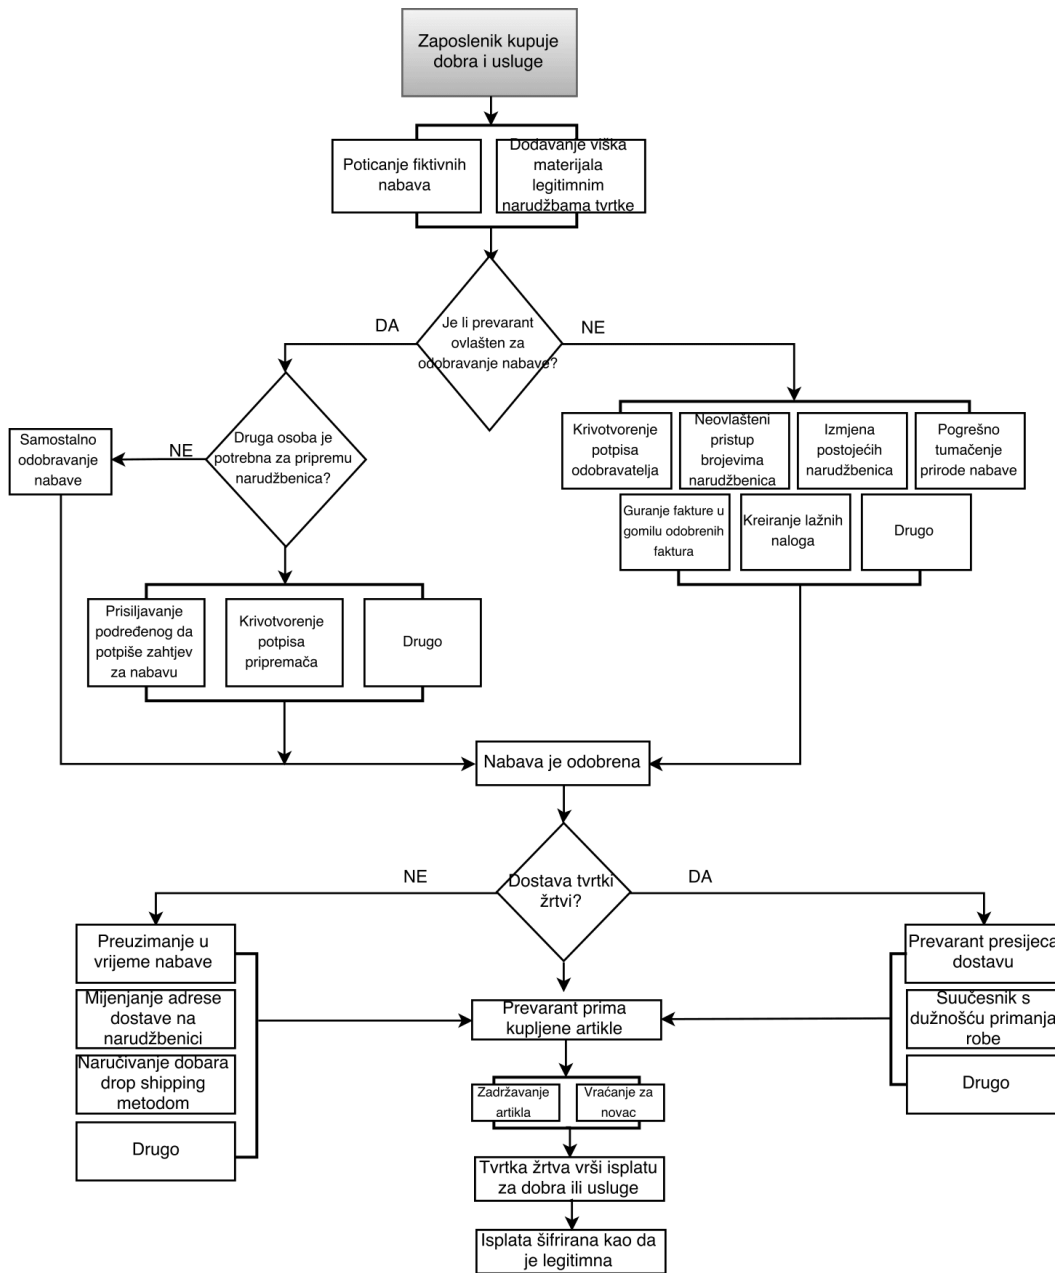 Zaposlenik kupuje
dobra i usluge
Poticanje fiktivnih
nabava
Dodavanje viška
materijala
legitimnim
narudžbama tvrtke
Je li prevarant
ovlašten za
odobravanje nabave?
DA
NE
Druga osoba je
potrebna za pripremu
narudžbenica?
NE
Samostalno
odobravanje
nabave
Krivotvorenje
potpisa
odobravatelja
Neovlašteni
pristup
brojevima
narudžbenica
Izmjena
postojećih
narudžbenica
Pogrešno
tumačenje
prirode nabave
Guranje fakture u
gomilu odobrenih
faktura
Kreiranje lažnih
naloga
Drugo
Prisiljavanje
podređenog da
potpiše zahtjev
za nabavu
Krivotvorenje
potpisa
pripremača
Drugo
Nabava je odobrena
Dostava tvrtki
žrtvi?
NE
DA
Preuzimanje u
vrijeme nabave
Mijenjanje adrese
dostave na
narudžbenici
Naručivanje dobara
drop shipping
metodom
Drugo
Prevarant presijeca
dostavu
Suučesnik s
dužnošću primanja
robe
Drugo
Prevarant prima
kupljene artikle
Zadržavanje
artikla
Vraćanje za
novac
Tvrtka žrtva vrši isplatu
za dobra ili usluge
Isplata šifrirana kao da
je legitimna